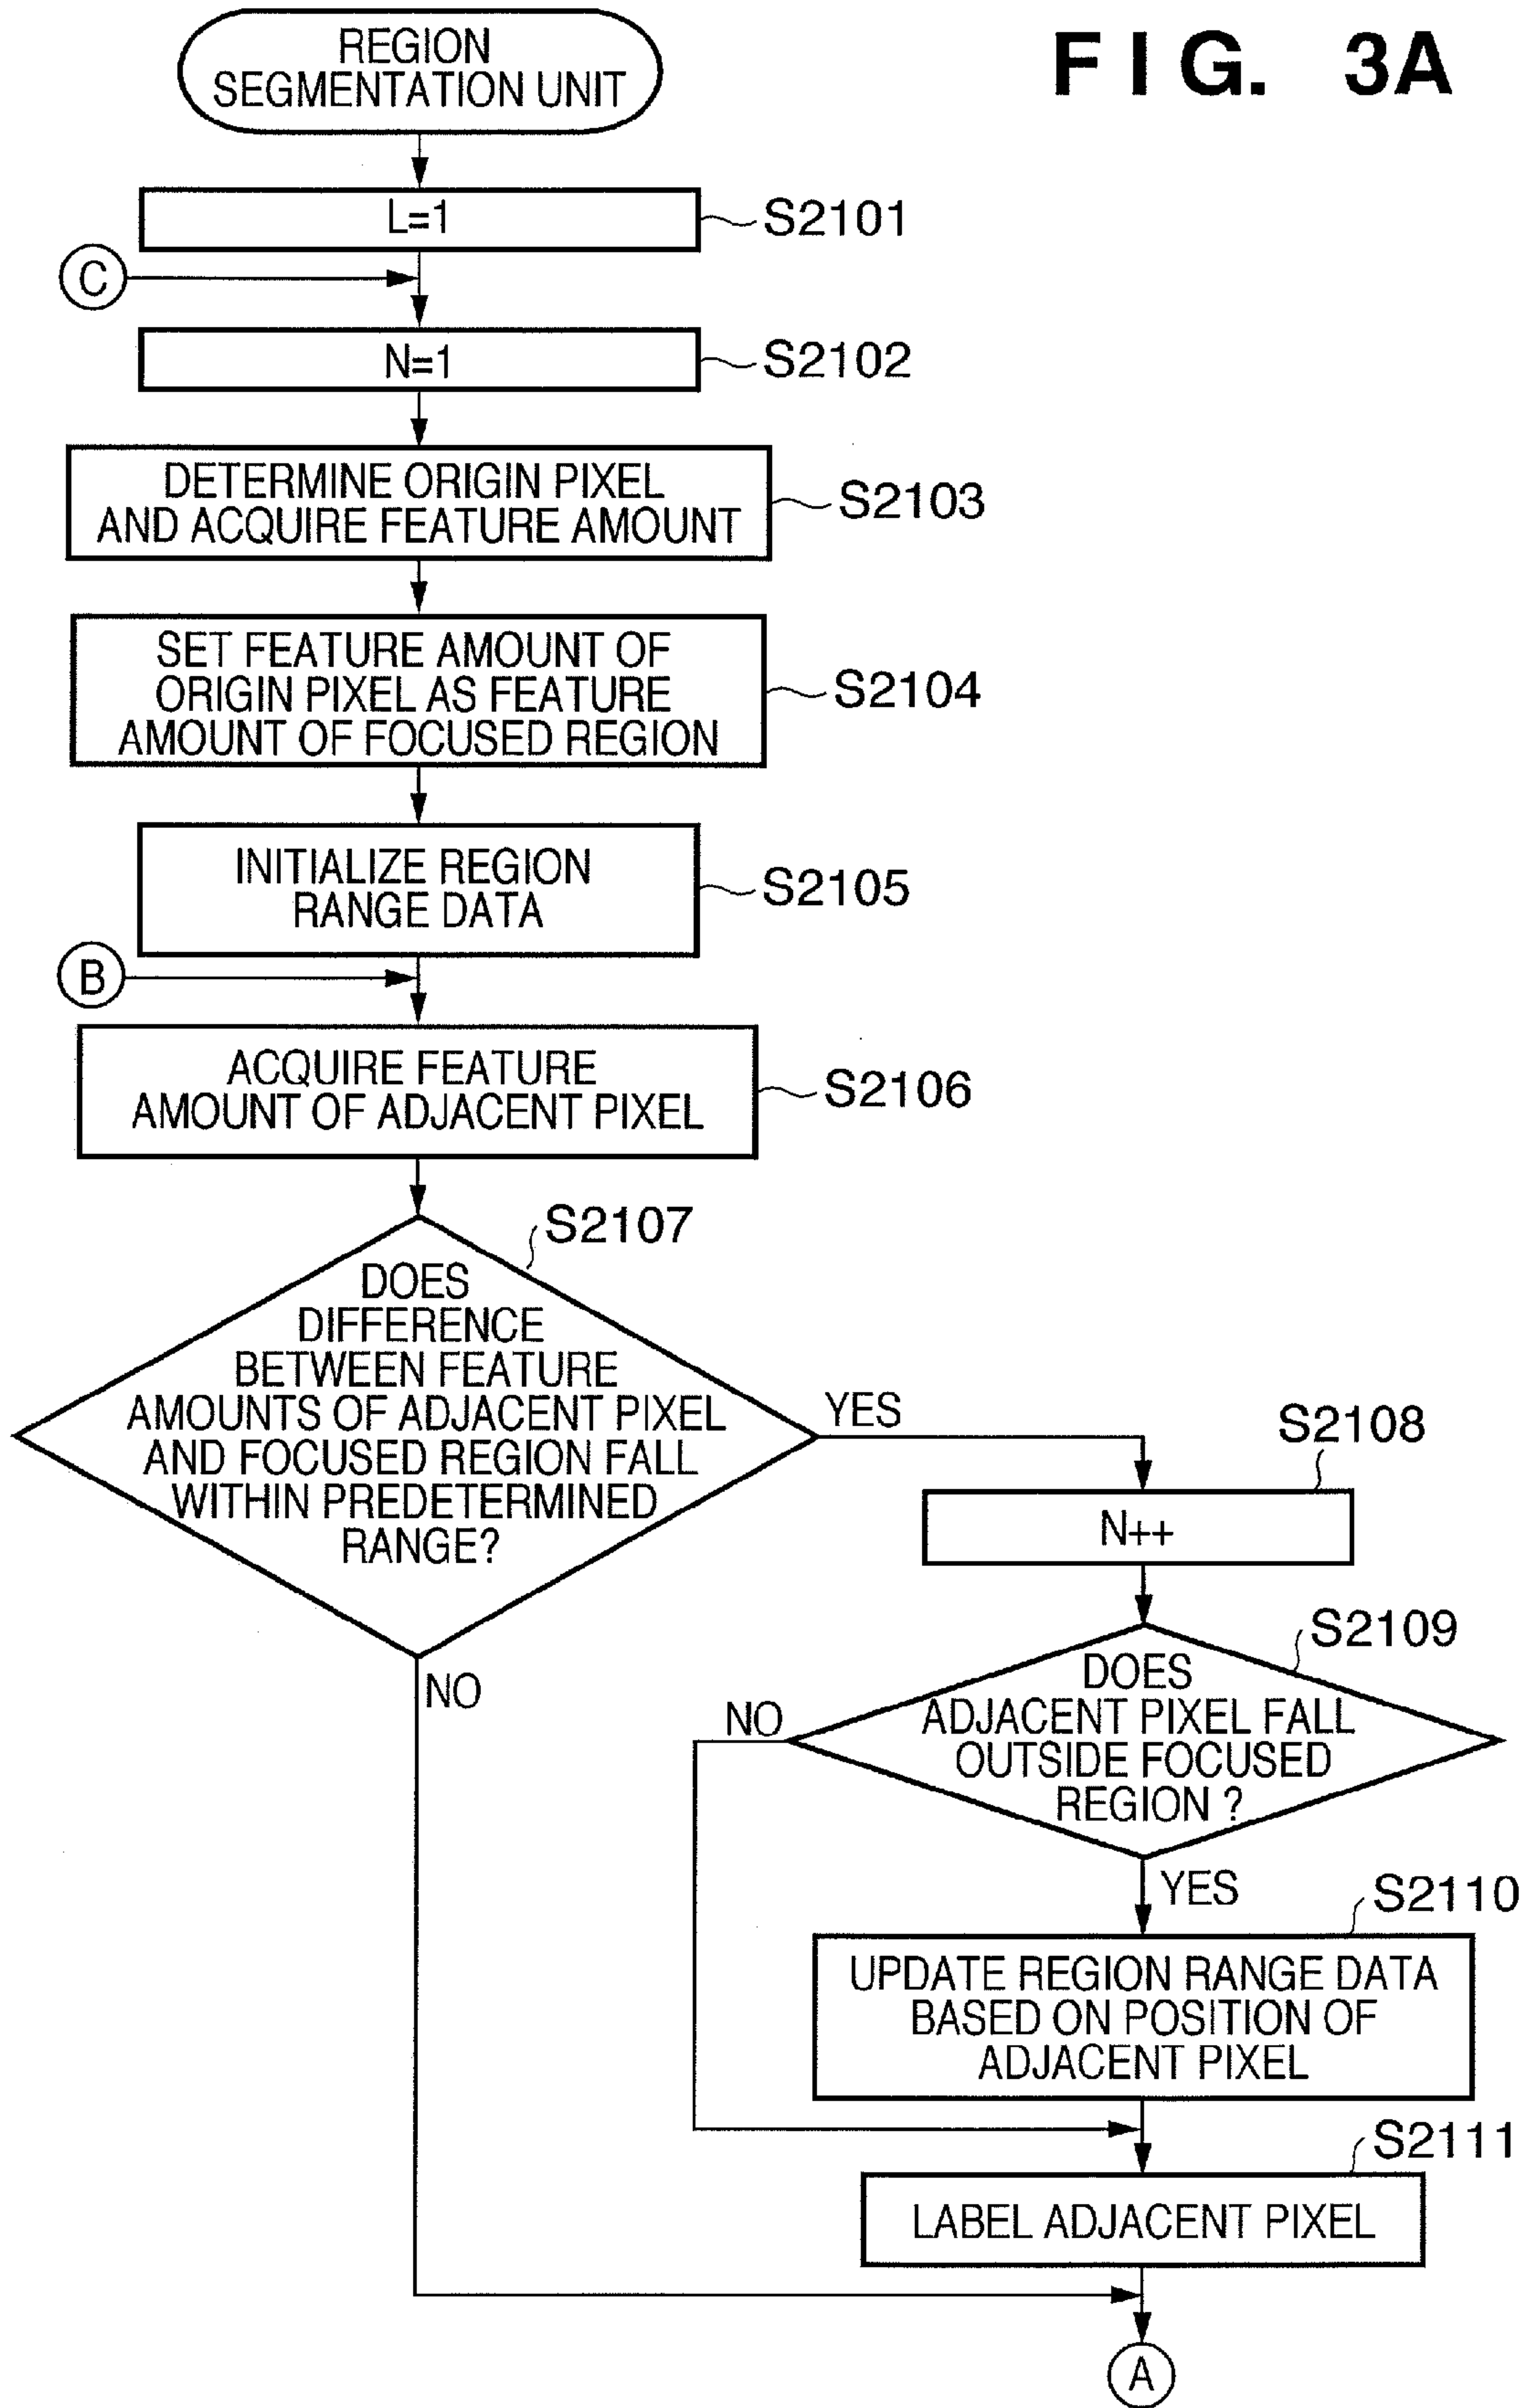 FIG. 3A
REGION
SEGMENTATION UNIT
L=1
S2101
C
N=1
S2102
DETERMINE ORIGIN PIXEL
AND ACQUIRE FEATURE AMOUNT
S2103
SET FEATURE AMOUNT OF
ORIGIN PIXEL AS FEATURE
AMOUNT OF FOCUSED REGION
S2104
INITIALIZE REGION
RANGE DATA
S2105
B
ACQUIRE FEATURE
AMOUNT OF ADJACENT PIXEL
S2106
S2107
DOES
DIFFERENCE
BETWEEN FEATURE
AMOUNTS OF ADJACENT PIXEL
AND FOCUSED REGION FALL
WITHIN PREDETERMINED
RANGE?
YES
NO
S2108
N++
S2109
DOES
ADJACENT PIXEL FALL
OUTSIDE FOCUSED
REGION ?
NO
YES
S2110
UPDATE REGION RANGE DATA
BASED ON POSITION OF
ADJACENT PIXEL
S2111
LABEL ADJACENT PIXEL
A